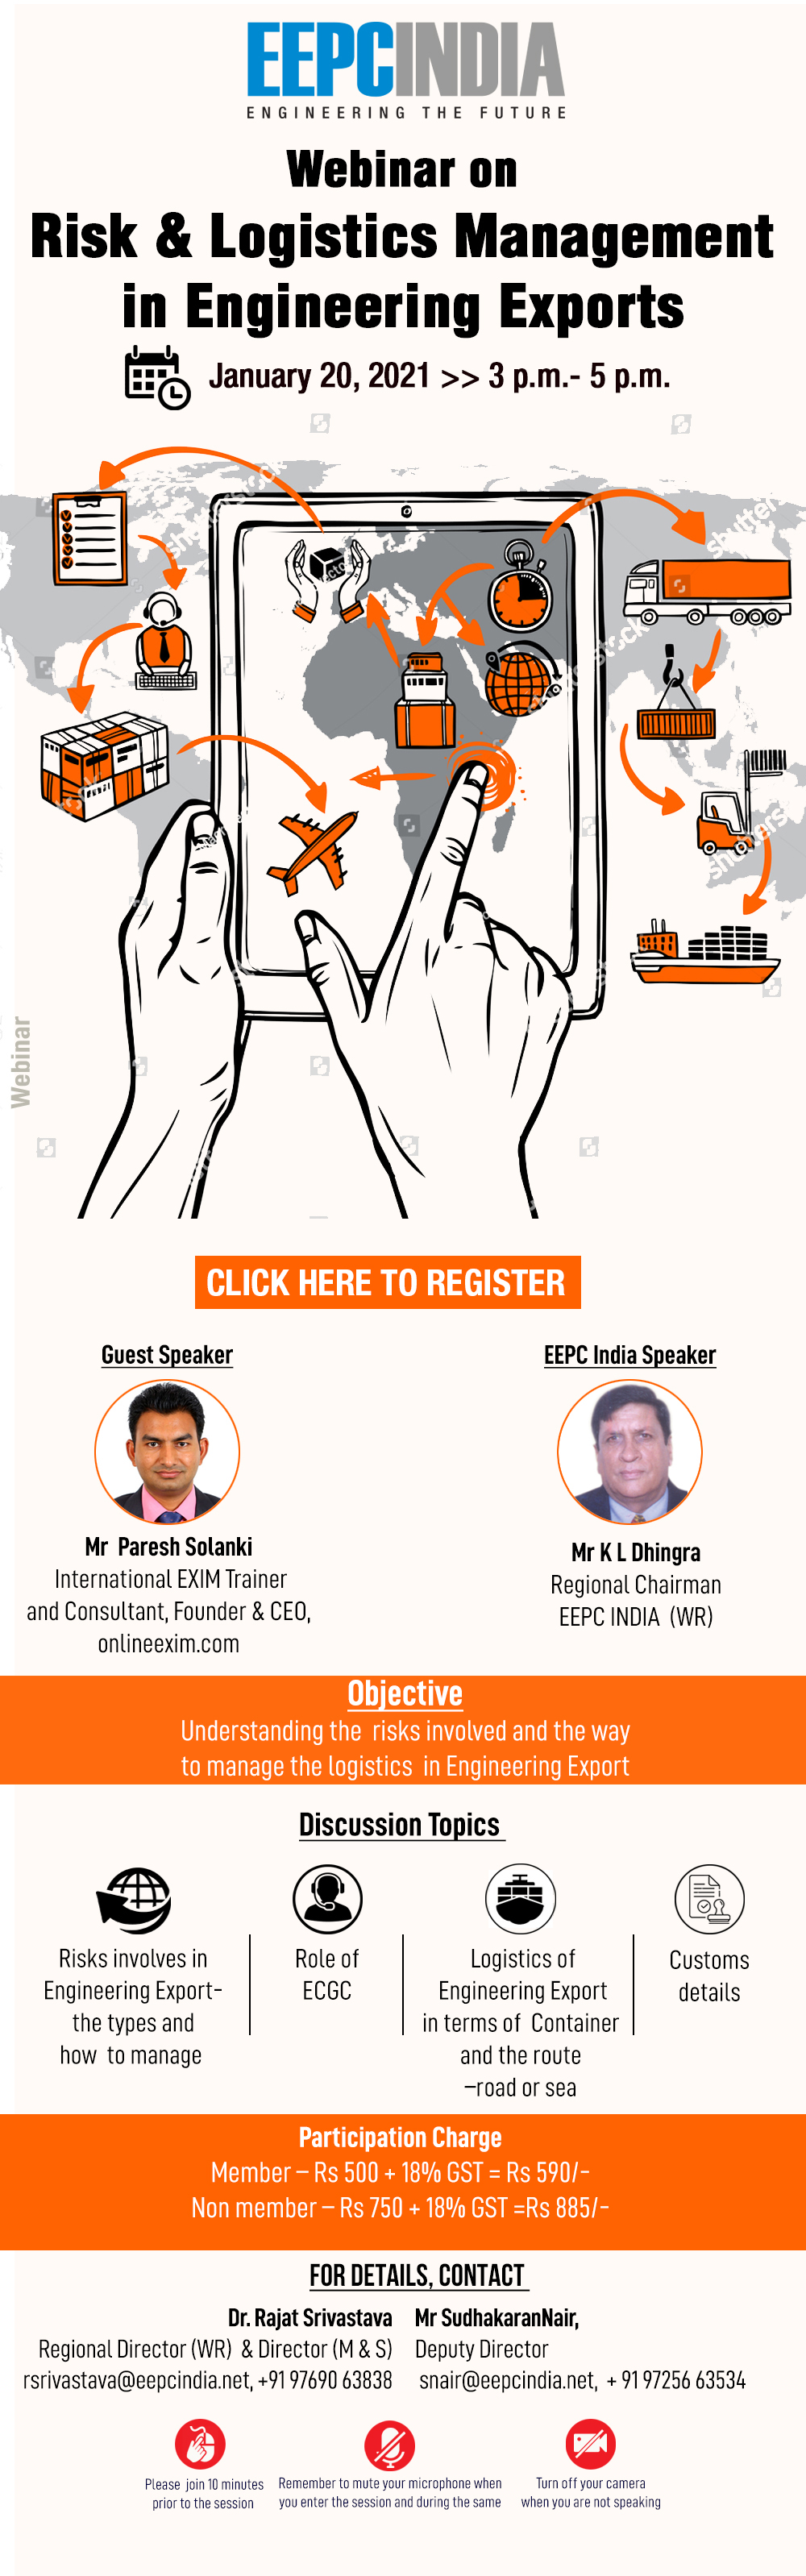 EEPCINDIA
ENGINEERING THE FUTURE
Webinar on
Risk & Logistics Management
in Engineering Exports
January 20, 2021 >> 3 p.m.- 5 p.m.
Webinar
CLICK HERE TO REGISTER
Guest Speaker
Mr Paresh Solanki
International EXIM Trainer
and Consultant, Founder & CEO,
onlineexim.com
EEPC India Speaker
Mr K L Dhingra
Regional Chairman
EEPC INDIA (WR)
Objective
Understanding the risks involved and the way
to manage the logistics in Engineering Export
Discussion Topics
Risks involves in
Engineering Export-
the types and
how to manage
Role of
ECGC
Logistics of
Engineering Export
in terms of Container
and the route
–road or sea
Customs
details
Participation Charge
Member – Rs 500 + 18% GST = Rs 590/-
Non member – Rs 750 + 18% GST =Rs 885/-
FOR DETAILS, CONTACT
Dr. Rajat Srivastava
Regional Director (WR) & Director (M & S)
rsrivastava@eepcindia.net, +91 97690 63838
Mr SudhakaranNair,
Deputy Director
snair@eepcindia.net, + 91 97256 63534
Please join 10 minutes
prior to the session
Remember to mute your microphone when
you enter the session and during the same
Turn off your camera
when you are not speaking